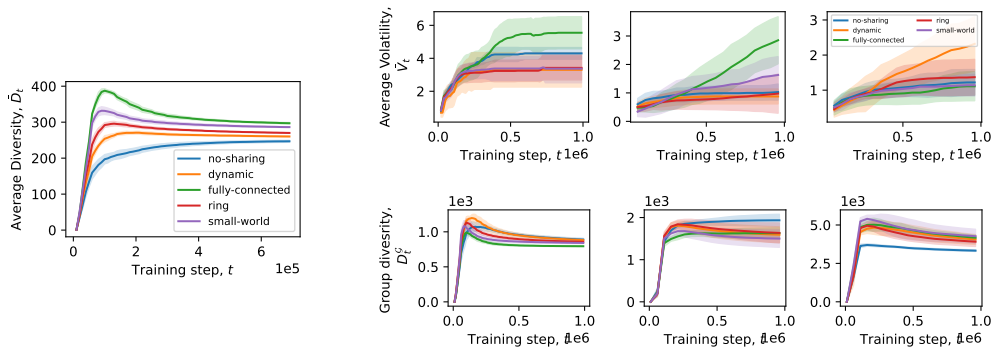 Average Diversity, D̄_t
400
300
200
100
0
0
2
4
6
Training step, t
1e5
no-sharing
dynamic
fully-connected
ring
small-world
Average Volatility,
V̄_t
6
4
2
0.0
0.5
1.0
Training step, t 1e6
3
2
1
0
0.0
0.5
1.0
Training step, t 1e6
3
2
1
0.0
0.5
1.0
Training step, t 1e6
no-sharing
dynamic
fully-connected
ring
small-world
Group divesrity,
D_t^G
1e3
1.0
0.5
0.0
0.0
0.5
1.0
Training step, t 1e6
1e3
2
1
0
0.0
0.5
1.0
Training step, t 1e6
1e3
5.0
2.5
0.0
0.0
0.5
1.0
Training step, t 1e6